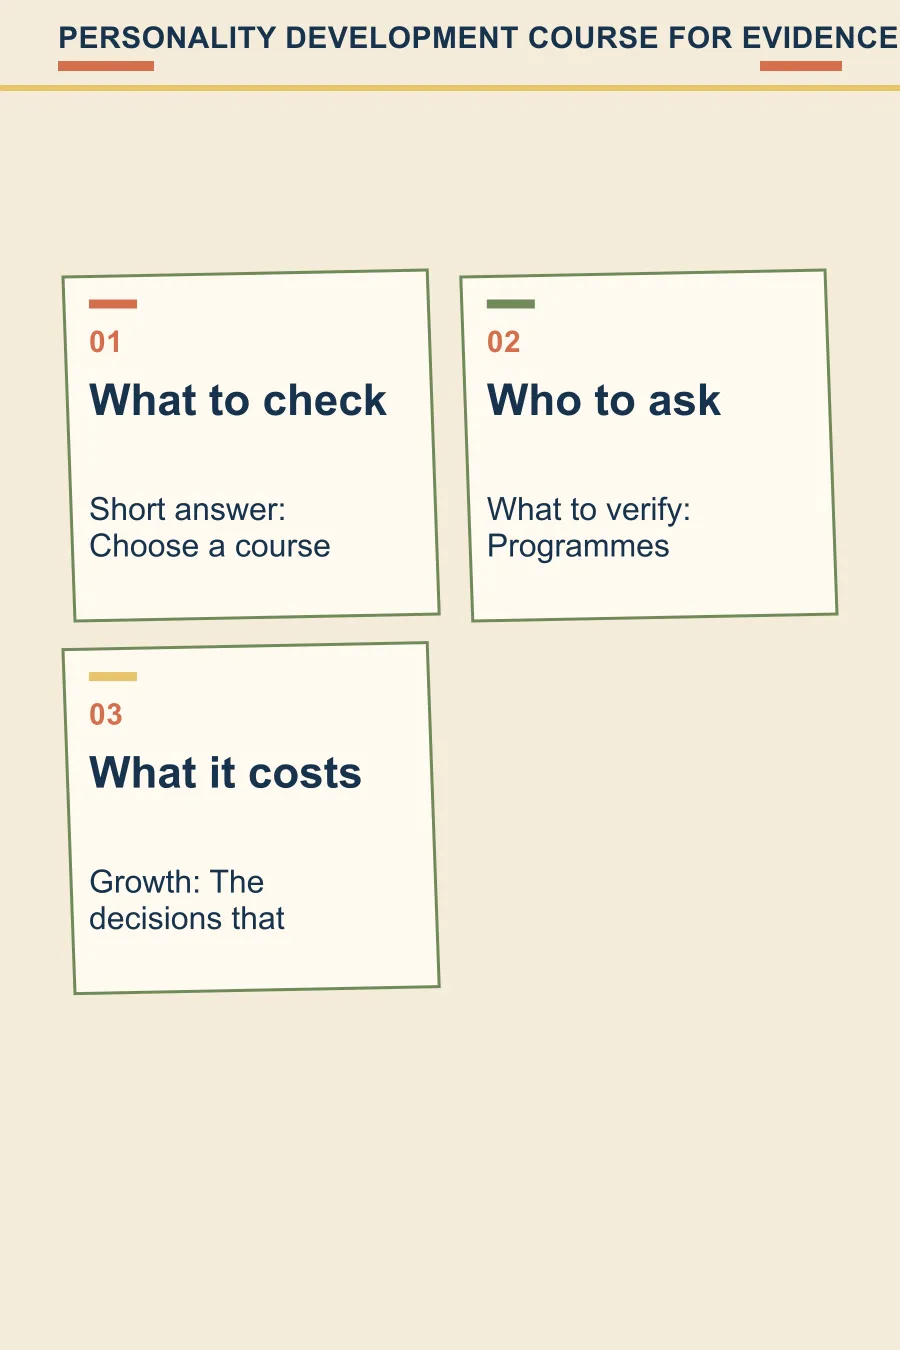 PERSONALITY DEVELOPMENT COURSE FOR EVIDENCE
01
What to check
Short answer:
Choose a course
02
Who to ask
What to verify:
Programmes
03
What it costs
Growth: The
decisions that